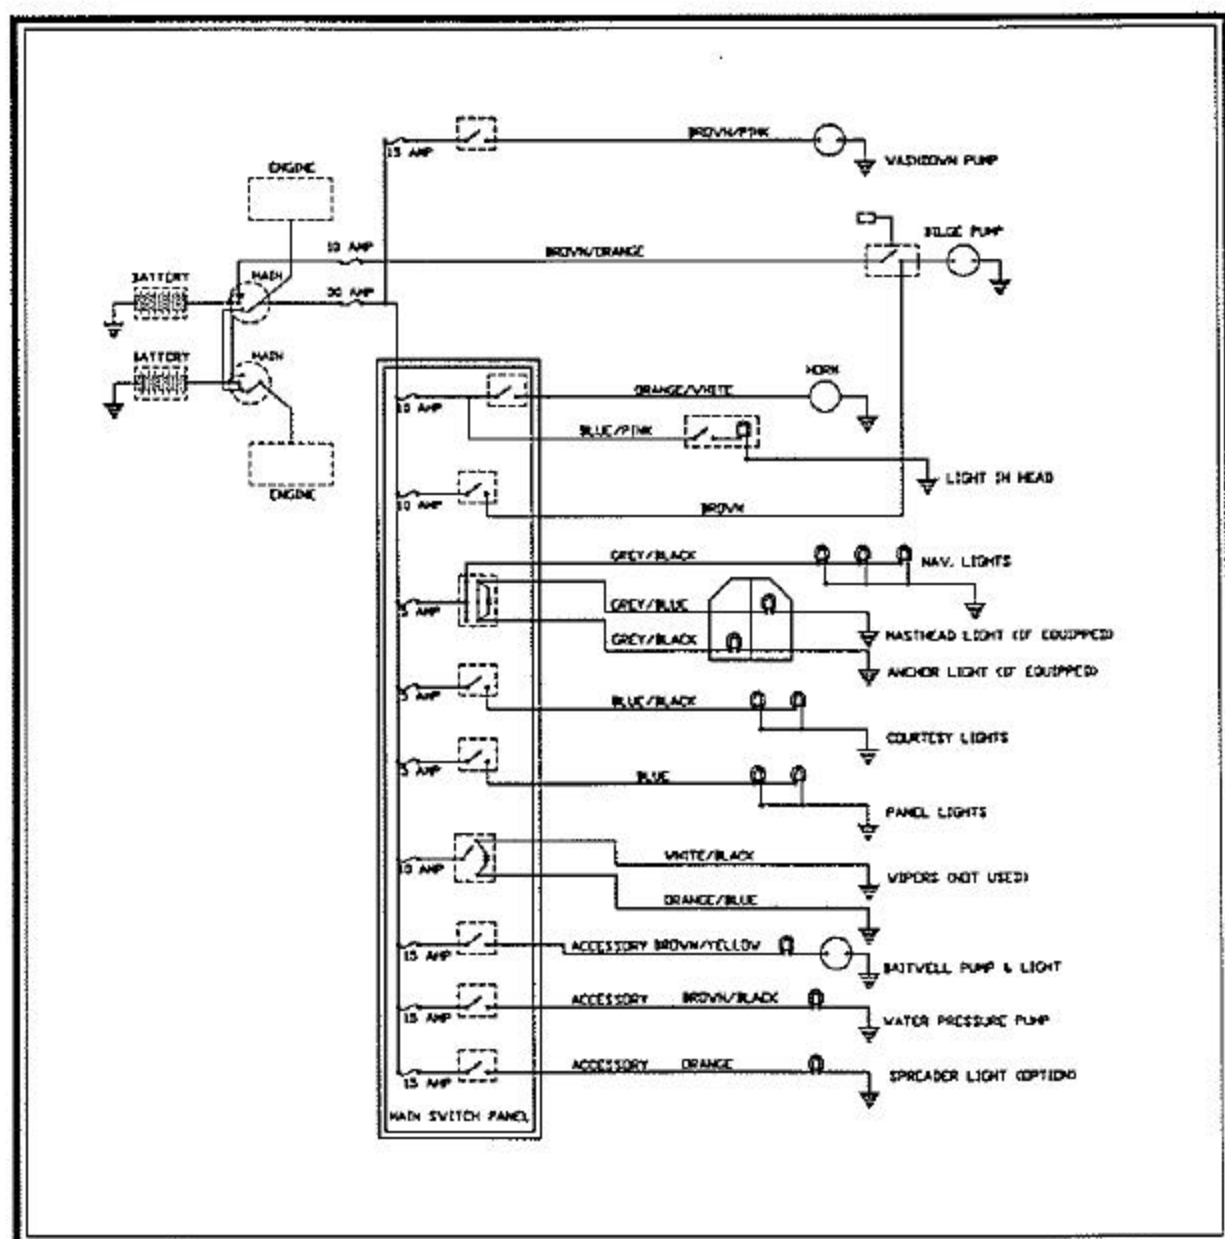 BROWN/PINK
15 AMP
WASHDOWN PUMP
ENGINE
BILGE PUMP
10 AMP
BROWN/ORANGE
BATTERY
MAIN
30 AMP
BATTERY
MAIN
HORN
ORANGE/WHITE
10 AMP
BLUE/PINK
LIGHT IN HEAD
ENGINE
10 AMP
BROWN
GREY/BLACK
NAV. LIGHTS
5 AMP
GREY/BLUE
MASTHEAD LIGHT (IF EQUIPPED)
GREY/BLACK
ANCHOR LIGHT (IF EQUIPPED)
5 AMP
BLUE/BLACK
COURTESY LIGHTS
5 AMP
BLUE
PANEL LIGHTS
WHITE/BLACK
10 AMP
WIPERS (NOT USED)
ORANGE/BLUE
15 AMP
ACCESSORY BROWN/YELLOW
BAITWELL PUMP & LIGHT
ACCESSORY BROWN/BLACK
15 AMP
WATER PRESSURE PUMP
ACCESSORY ORANGE
15 AMP
SPREADER LIGHT (OPTION)
MAIN SWITCH PANEL